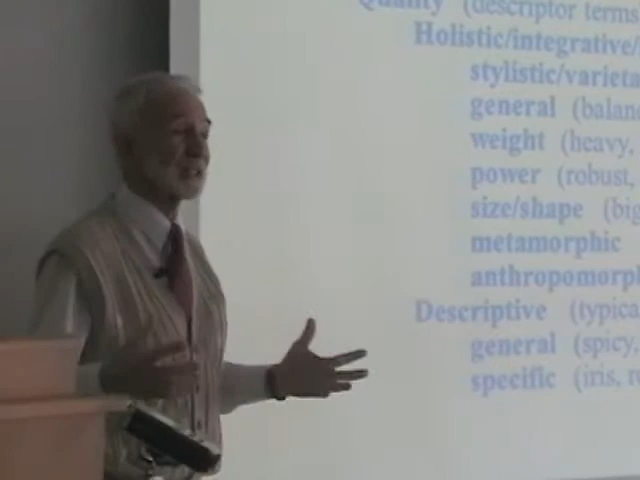 Quality (descriptor terms
Holistic/integrative/
stylistic/varieta
general (balan
weight (heavy,
power (robust,
size/shape (big
metamorphic
anthropomorph
Descriptive (typica
general (spicy,
specific (iris, r